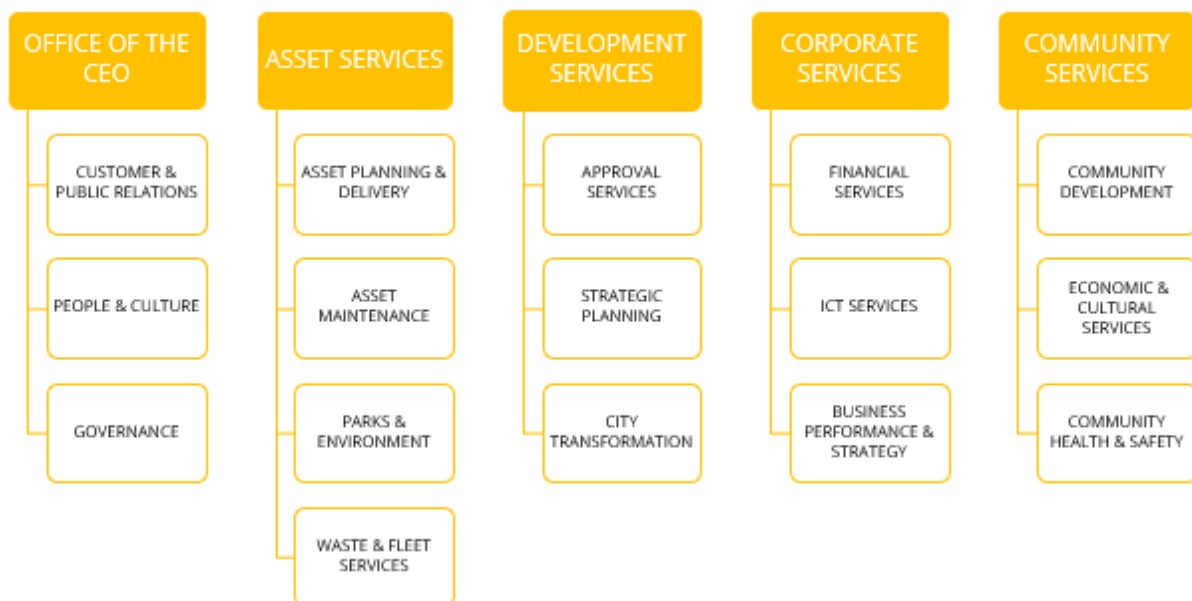 OFFICE OF THE
CEO
CUSTOMER &
PUBLIC RELATIONS
PEOPLE & CULTURE
GOVERNANCE
ASSET SERVICES
ASSET PLANNING &
DELIVERY
ASSET
MAINTENANCE
PARKS &
ENVIRONMENT
WASTE & FLEET
SERVICES
DEVELOPMENT
SERVICES
APPROVAL
SERVICES
STRATEGIC
PLANNING
CITY
TRANSFORMATION
CORPORATE
SERVICES
FINANCIAL
SERVICES
ICT SERVICES
BUSINESS
PERFORMANCE &
STRATEGY
COMMUNITY
SERVICES
COMMUNITY
DEVELOPMENT
ECONOMIC &
CULTURAL
SERVICES
COMMUNITY
HEALTH & SAFETY